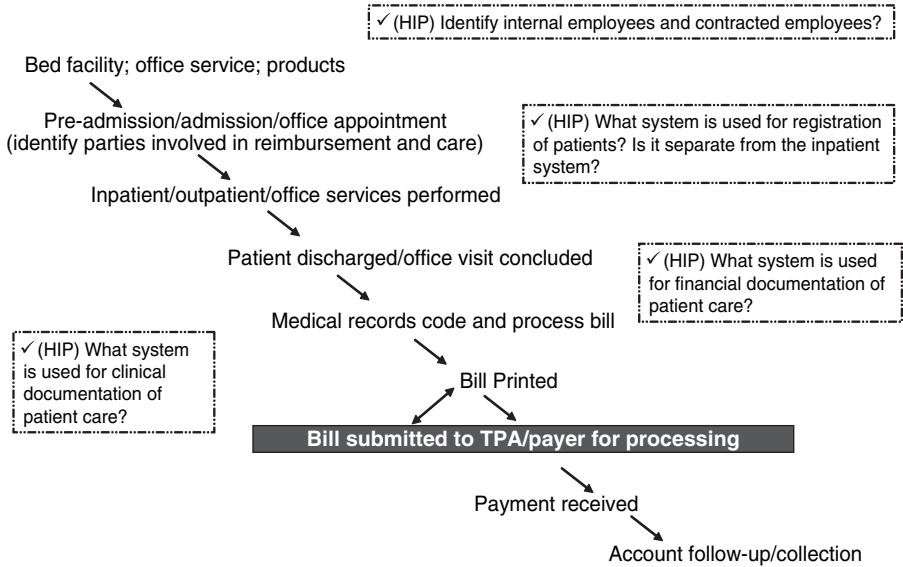 ✓ (HIP) Identify internal employees and contracted employees?
Bed facility; office service; products
Pre-admission/admission/office appointment
(identify parties involved in reimbursement and care)
✓ (HIP) What system is used for registration
of patients? Is it separate from the inpatient
system?
Inpatient/outpatient/office services performed
Patient discharged/office visit concluded
✓ (HIP) What system is used
for financial documentation of
patient care?
Medical records code and process bill
✓ (HIP) What system
is used for clinical
documentation of
patient care?
Bill Printed
Bill submitted to TPA/payer for processing
Payment received
Account follow-up/collection